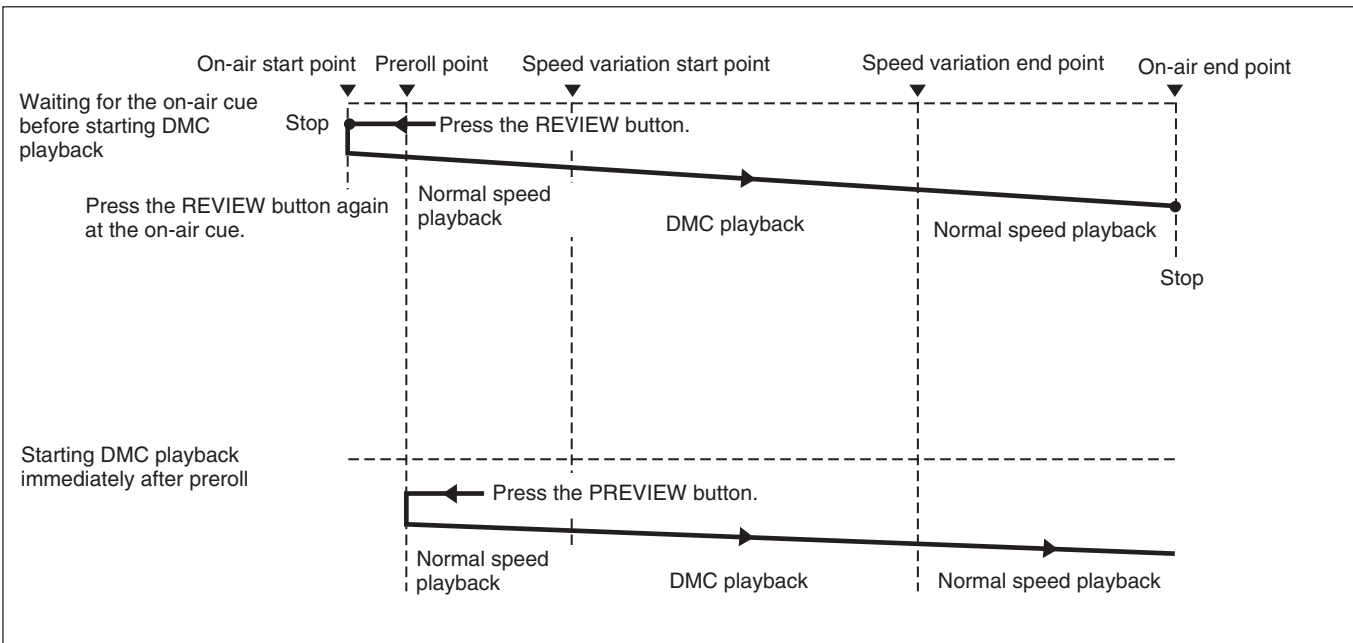 On-air start point
Preroll point
Speed variation start point
Speed variation end point
On-air end point
Waiting for the on-air cue
before starting DMC
playback
Stop
Press the REVIEW button.
Press the REVIEW button again
at the on-air cue.
Normal speed
playback
DMC playback
Normal speed playback
Stop
Starting DMC playback
immediately after preroll
Press the PREVIEW button.
Normal speed
playback
DMC playback
Normal speed playback